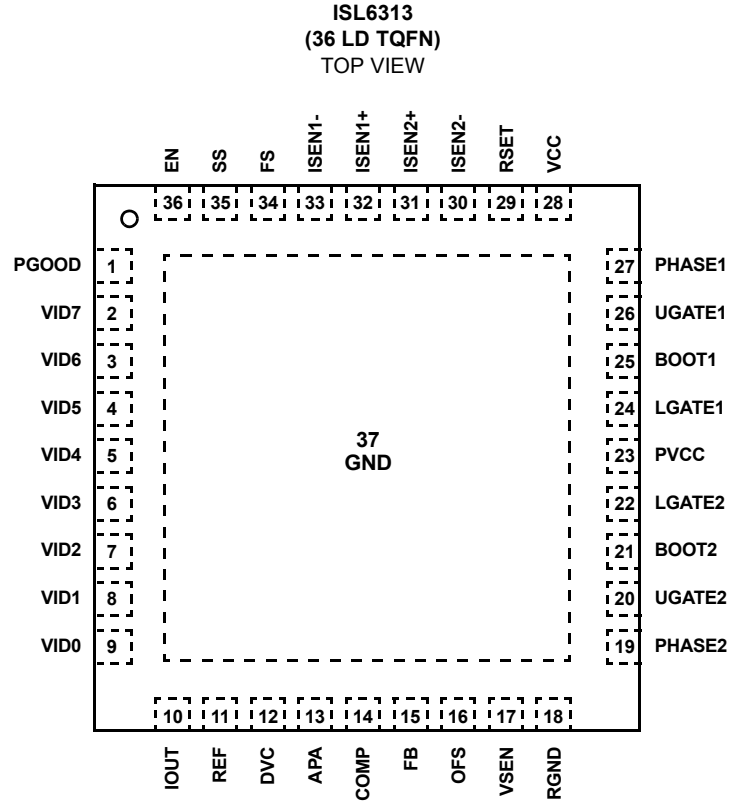 ISL6313
(36 LD TQFN)
TOP VIEW
EN
SS
FS
ISEN1-
ISEN1+
ISEN2+
ISEN2-
RSET
VCC
36
35
34
33
32
31
30
29
28
PGOOD 1
VID7 2
VID6 3
VID5 4
VID4 5
VID3 6
VID2 7
VID1 8
VID0 9
37
GND
27 PHASE1
26 UGATE1
25 BOOT1
24 LGATE1
23 PVCC
22 LGATE2
21 BOOT2
20 UGATE2
19 PHASE2
10
11
12
13
14
15
16
17
18
IOUT
REF
DVC
APA
COMP
FB
OFS
VSEN
RGND